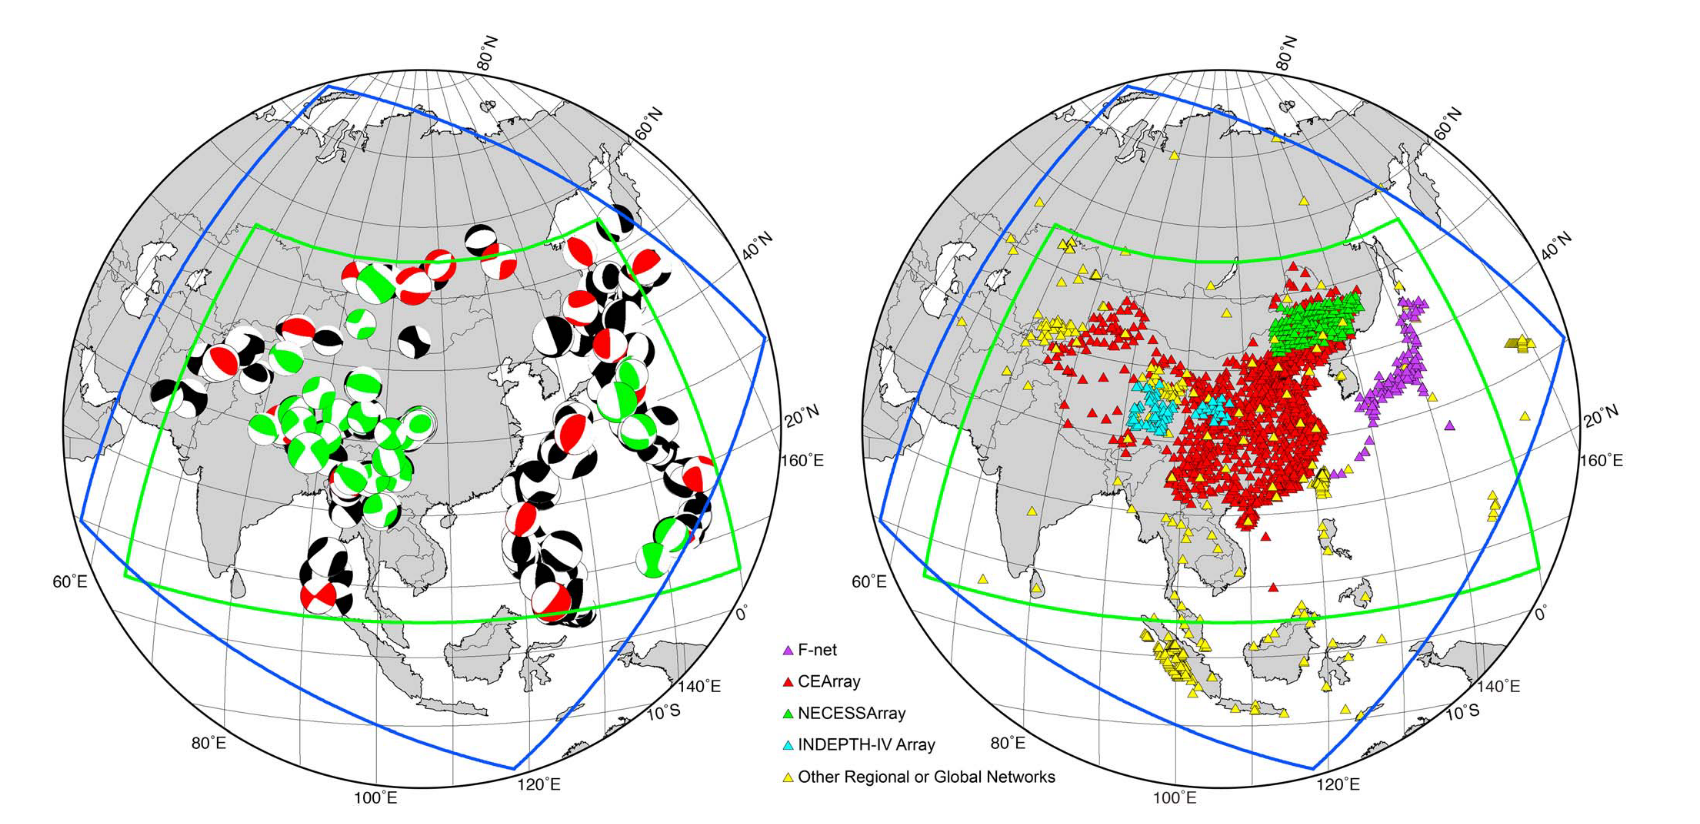 80°N
60°N
40°N
20°N
160°E
60°E
0°
140°E
10°S
80°E
120°E
100°E
80°N
60°N
40°N
20°N
160°E
60°E
0°
140°E
10°S
80°E
120°E
100°E
F-net
CEArray
NECESSArray
INDEPTH-IV Array
Other Regional or Global Networks